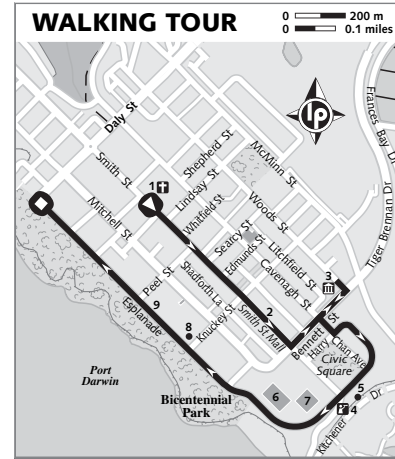 WALKING TOUR
0 200 m
0 0.1 miles
Daly St
lp
Frances Bay Dr
McMinn St
Shepherd St
Smith St
1
Lindsay St
Whitfield St
Woods St
Mitchell St
Searcy St
Edmunds St
Litchfield St
Tiger Brennan Dr
Cavenagh St
3
Peel St
Shadforth La
9
Esplanade
8
Knuckey St
2
Smith St Mall
Bennett St
Harry Chan Ave
Civic
Square
Port
Darwin
Bicentennial
Park
6
7
5
4
Kitchener Dr